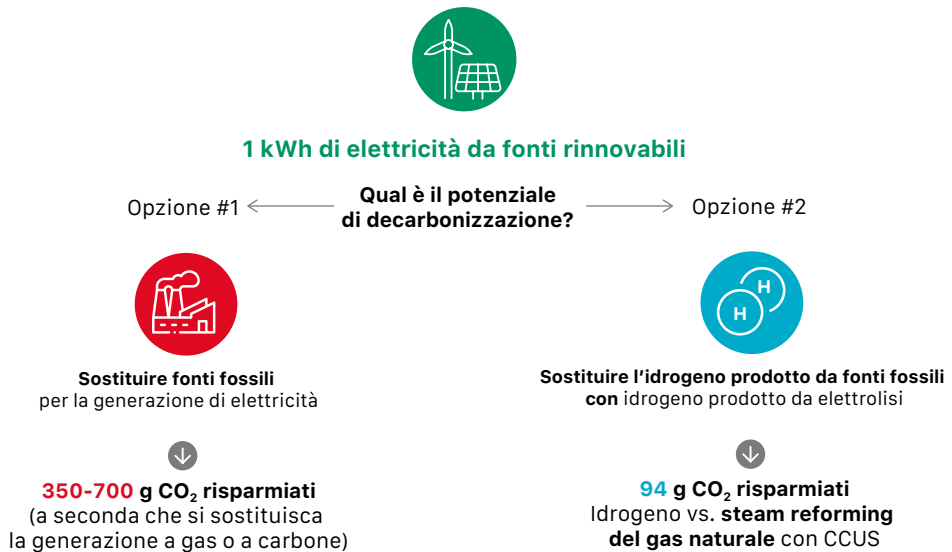 1 kWh di elettricità da fonti rinnovabili
Qual è il potenziale
di decarbonizzazione?
Opzione #1
Opzione #2
H
H
Sostituire fonti fossili
per la generazione di elettricità
350-700 g CO₂ risparmiati
(a seconda che si sostituisca
la generazione a gas o a carbone)
Sostituire l’idrogeno prodotto da fonti fossili
con idrogeno prodotto da elettrolisi
94 g CO₂ risparmiati
Idrogeno vs. steam reforming
del gas naturale con CCUS